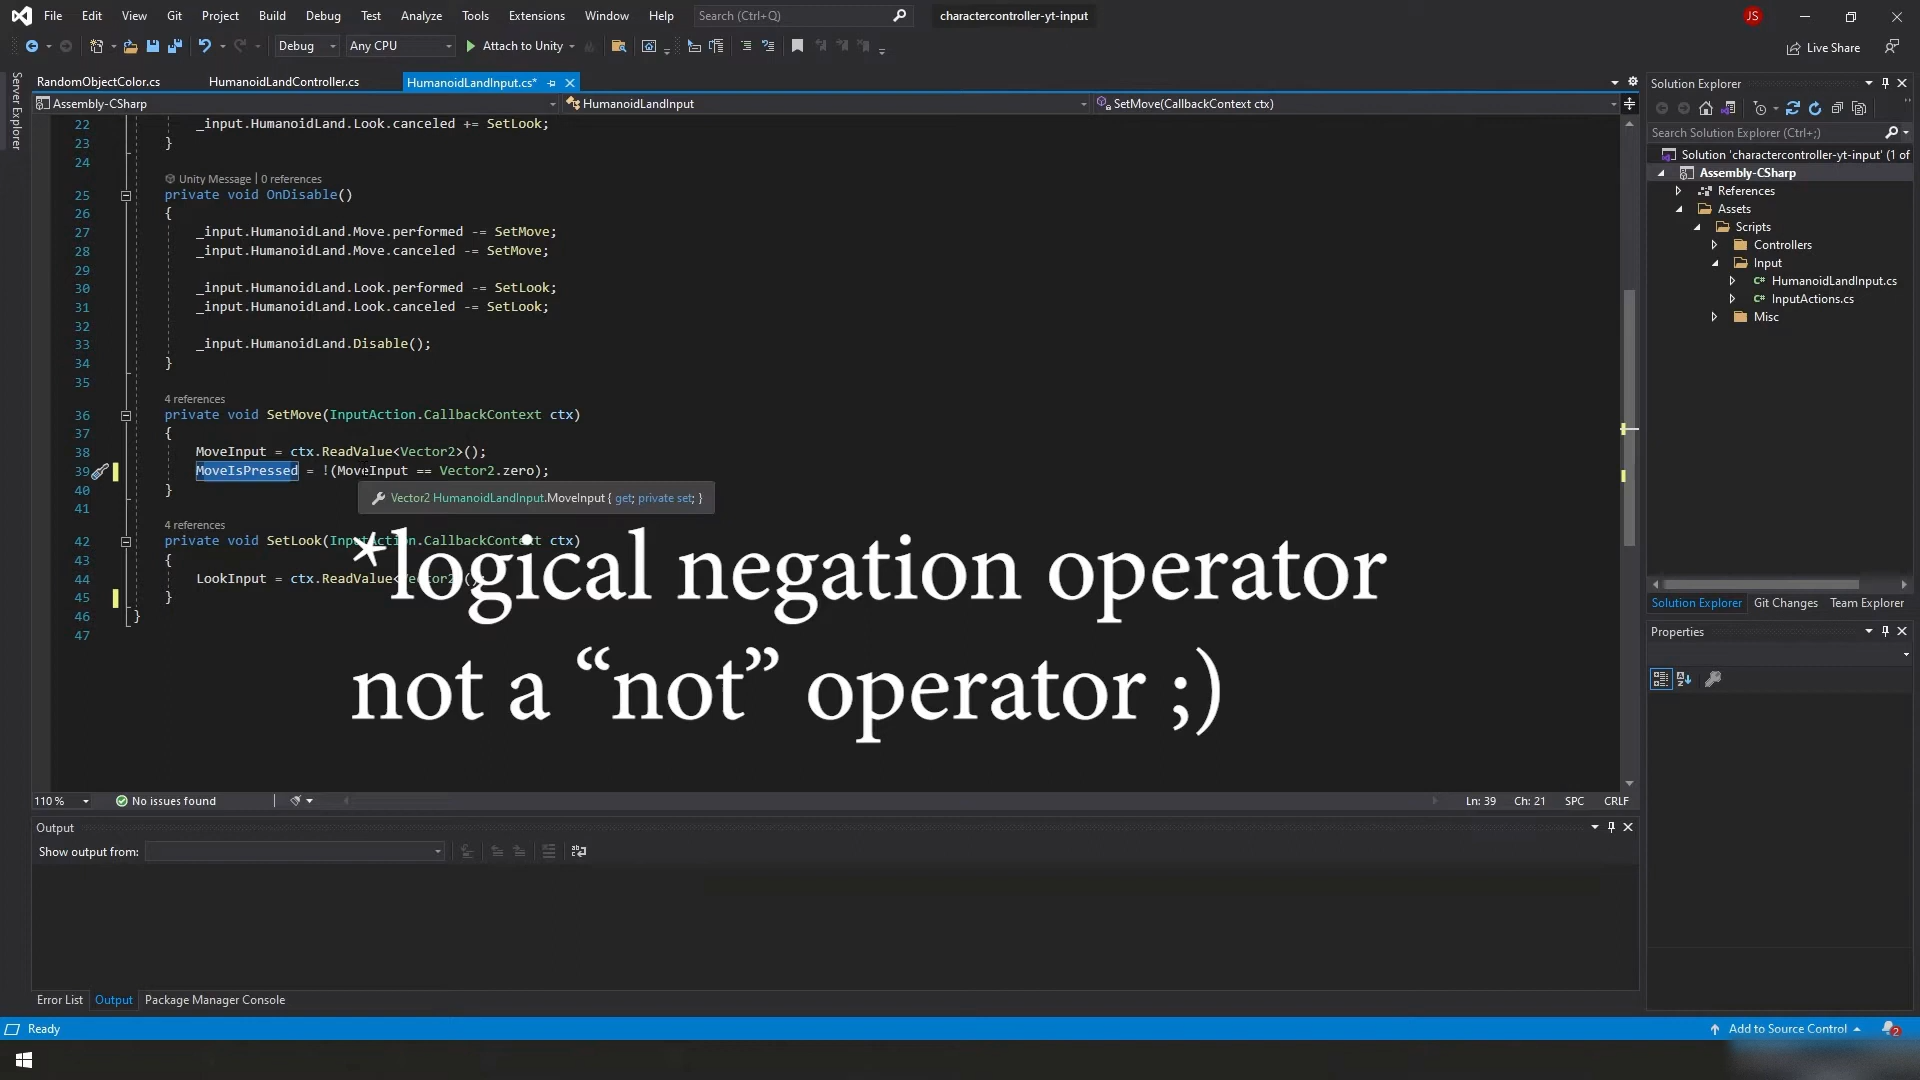 File Edit View Git Project Build Debug Test Analyze Tools Extensions Window Help Search (Ctrl+Q) charactercontroller-yt-input JS
Debug Any CPU Attach to Unity Live Share
Server Explorer
RandomObjectColor.cs HumanoidLandController.cs HumanoidLandInput.cs*
Assembly-CSharp HumanoidLandInput SetMove(CallbackContext ctx)
22 _input.HumanoidLand.Look.canceled += SetLook;
23 }
24
Unity Message | 0 references
25 private void OnDisable()
26 {
27 _input.HumanoidLand.Move.performed -= SetMove;
28 _input.HumanoidLand.Move.canceled -= SetMove;
29
30 _input.HumanoidLand.Look.performed -= SetLook;
31 _input.HumanoidLand.Look.canceled -= SetLook;
32
33 _input.HumanoidLand.Disable();
34 }
35
4 references
36 private void SetMove(InputAction.CallbackContext ctx)
37 {
38 MoveInput = ctx.ReadValue<Vector2>();
39 MoveIsPressed = !(MoveInput == Vector2.zero);
40 }
Vector2 HumanoidLandInput.MoveInput { get; private set; }
41
4 references
42 private void SetLook(InputAction.CallbackContext ctx)
43 {
44 LookInput = ctx.ReadValue<Vector2>();
45 }
46 }
47
*logical negation operator
not a “not” operator ;)
110 % No issues found Ln: 39 Ch: 21 SPC CRLF
Output
Show output from:
Error List Output Package Manager Console
Solution Explorer
Search Solution Explorer (Ctrl+;)
Solution 'charactercontroller-yt-input' (1 of
Assembly-CSharp
References
Assets
Scripts
Controllers
Input
C# HumanoidLandInput.cs
C# InputActions.cs
Misc
Solution Explorer Git Changes Team Explorer
Properties
Ready Add to Source Control 2